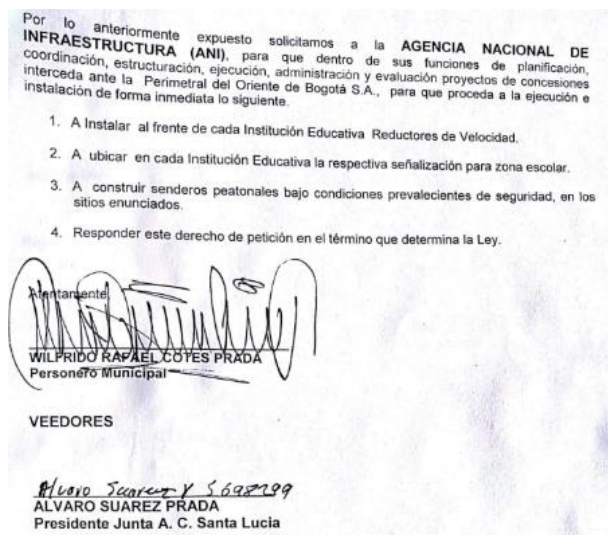 Por lo anteriormente expuesto solicitamos a la AGENCIA NACIONAL DE
INFRAESTRUCTURA (ANI), para que dentro de sus funciones de planificación,
coordinación, estructuración, ejecución, administración y evaluación proyectos de concesiones
interceda ante la Perimetral del Oriente de Bogotá S.A., para que proceda a la ejecución e
instalación de forma inmediata lo siguiente.
1. A Instalar al frente de cada Institución Educativa Reductores de Velocidad.
2. A ubicar en cada Institución Educativa la respectiva señalización para zona escolar.
3. A construir senderos peatonales bajo condiciones prevalecientes de seguridad, en los
sitios enunciados.
4. Responder este derecho de petición en el término que determina la Ley.
Atentamente,
WILFRIDO RAFAEL COTES PRADA
Personero Municipal
VEEDORES
Alvaro Suarez
ALVARO SUAREZ PRADA
Presidente Junta A. C. Santa Lucia